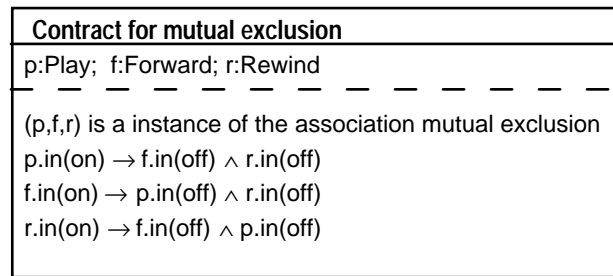 Contract for mutual exclusion
p:Play; f:Forward; r:Rewind
(p,f,r) is a instance of the association mutual exclusion
p.in(on) → f.in(off) ∧ r.in(off)
f.in(on) → p.in(off) ∧ r.in(off)
r.in(on) → f.in(off) ∧ p.in(off)